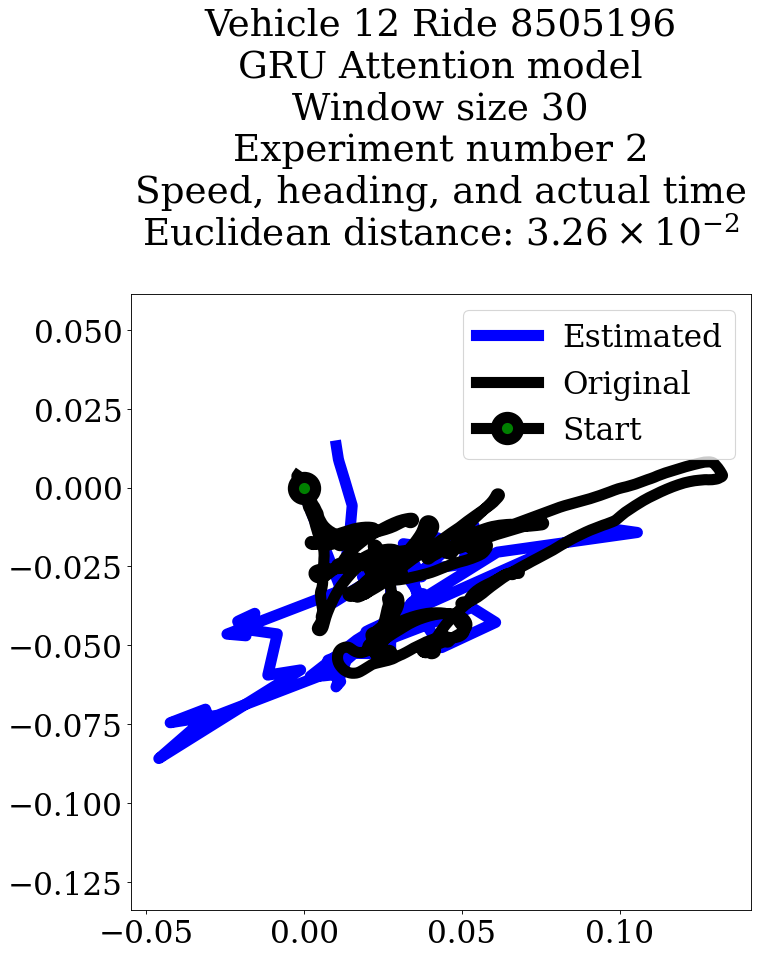 Vehicle 12 Ride 8505196
GRU Attention model
Window size 30
Experiment number 2
Speed, heading, and actual time
Euclidean distance: 3.26 × 10⁻²
Estimated
Original
Start
0.050
0.025
0.000
−0.025
−0.050
−0.075
−0.100
−0.125
−0.05 0.00 0.05 0.10